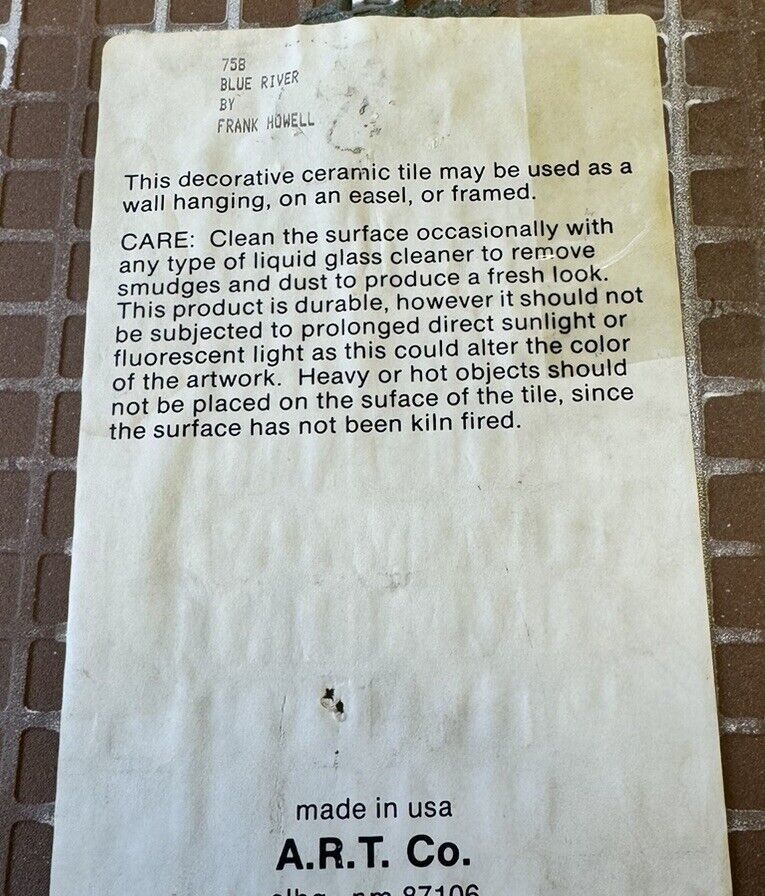 75B
BLUE RIVER
BY
FRANK HOWELL
This decorative ceramic tile may be used as a
wall hanging, on an easel, or framed.
CARE: Clean the surface occasionally with
any type of liquid glass cleaner to remove
smudges and dust to produce a fresh look.
This product is durable, however it should not
be subjected to prolonged direct sunlight or
fluorescent light as this could alter the color
of the artwork. Heavy or hot objects should
not be placed on the suface of the tile, since
the surface has not been kiln fired.
made in usa
A.R.T. Co.
albq., nm 87106